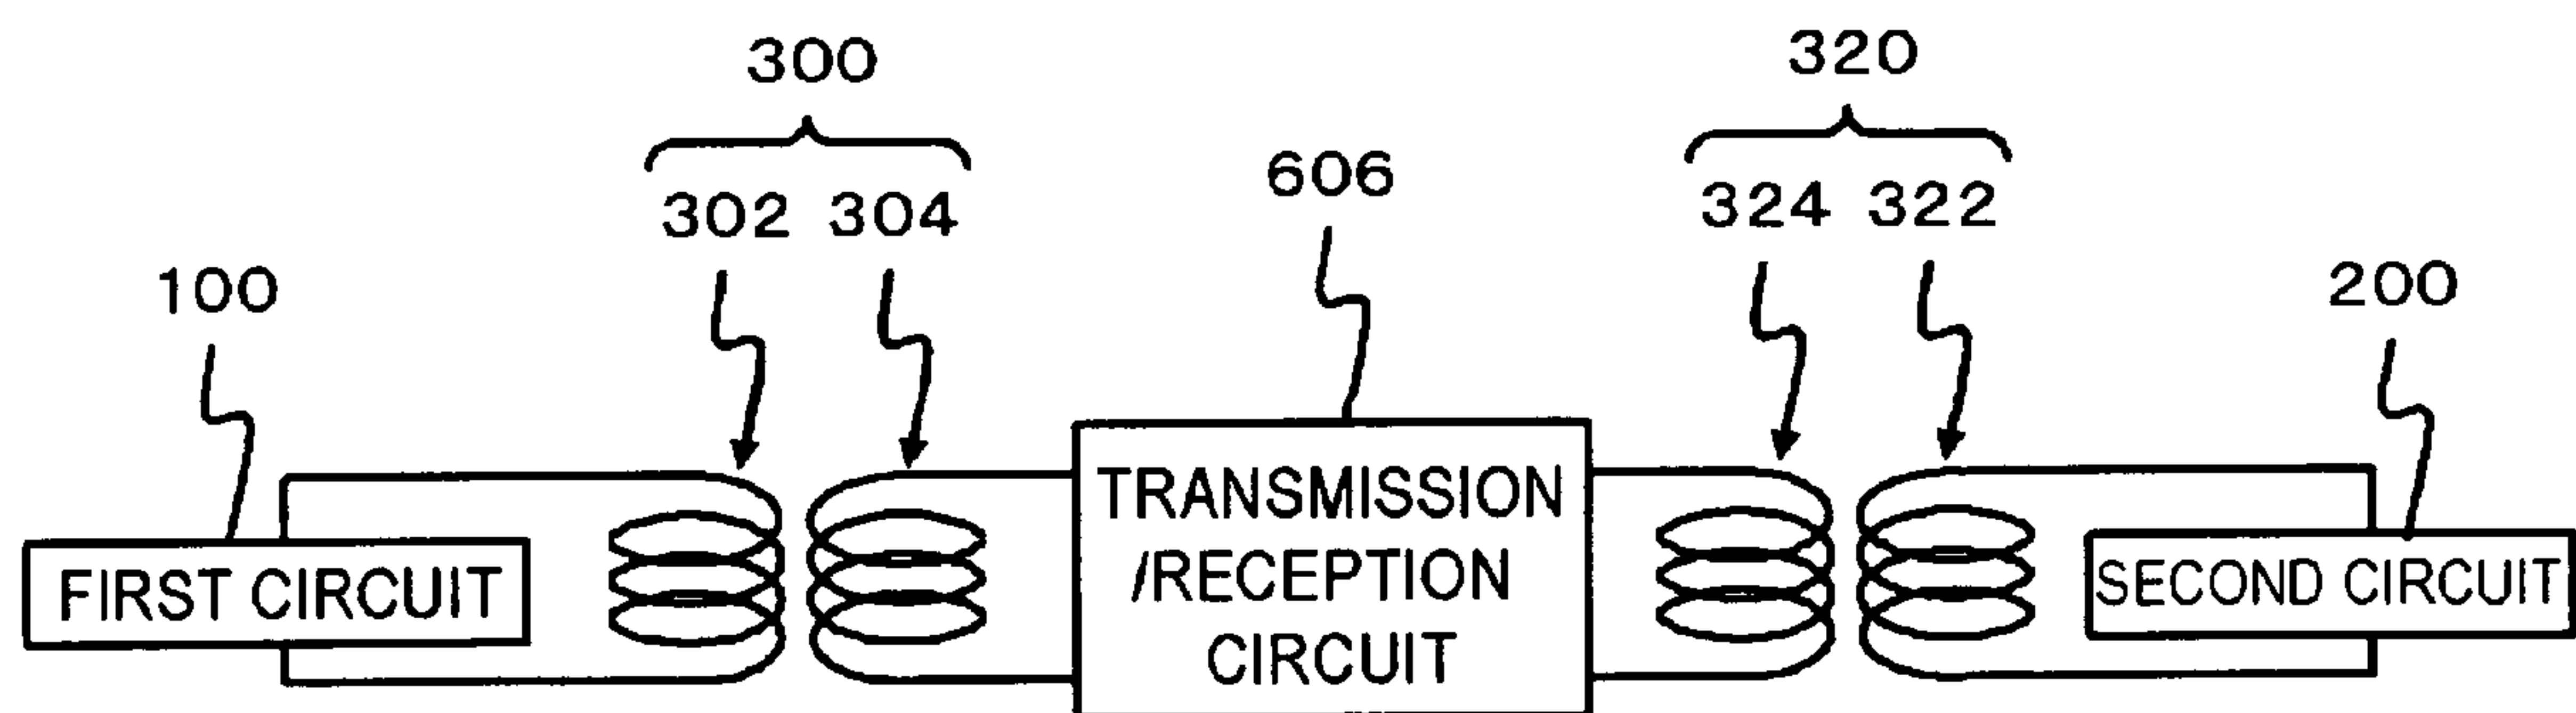 300
320
606
302 304
324 322
100
200
TRANSMISSION
/RECEPTION
CIRCUIT
FIRST CIRCUIT
SECOND CIRCUIT